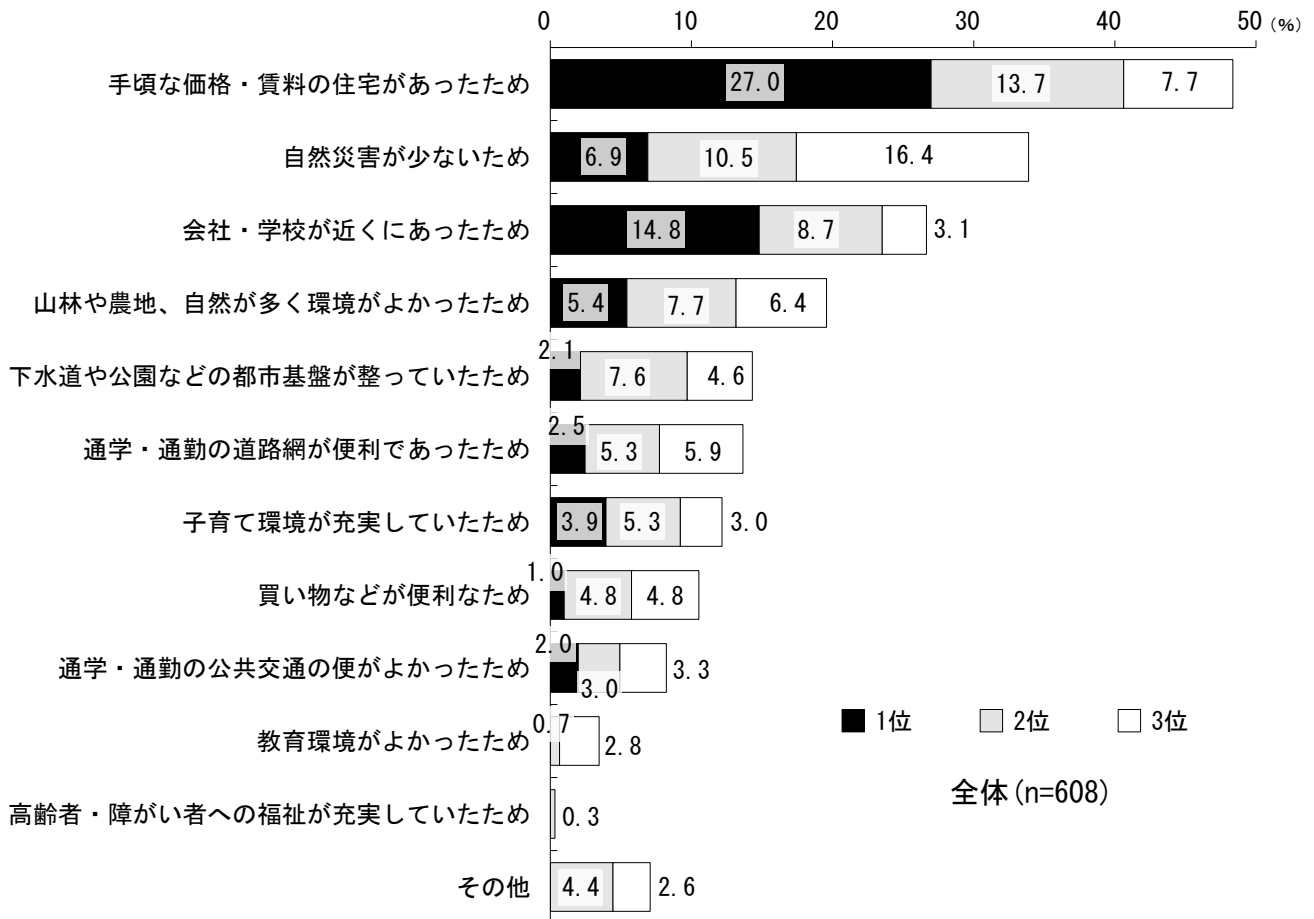 0 10 20 30 40 50 (%)
手頃な価格・賃料の住宅があったため 27.0 13.7 7.7
自然災害が少ないため 6.9 10.5 16.4
会社・学校が近くにあったため 14.8 8.7 3.1
山林や農地、自然が多く環境がよかったため 5.4 7.7 6.4
下水道や公園などの都市基盤が整っていたため 2.1 7.6 4.6
通学・通勤の道路網が便利であったため 2.5 5.3 5.9
子育て環境が充実していたため 3.9 5.3 3.0
買い物などが便利なため 1.0 4.8 4.8
通学・通勤の公共交通の便がよかったため 2.0 3.0 3.3
1位 2位 3位
教育環境がよかったため 0.7 2.8
全体(n=608)
高齢者・障がい者への福祉が充実していたため 0.3
その他 4.4 2.6